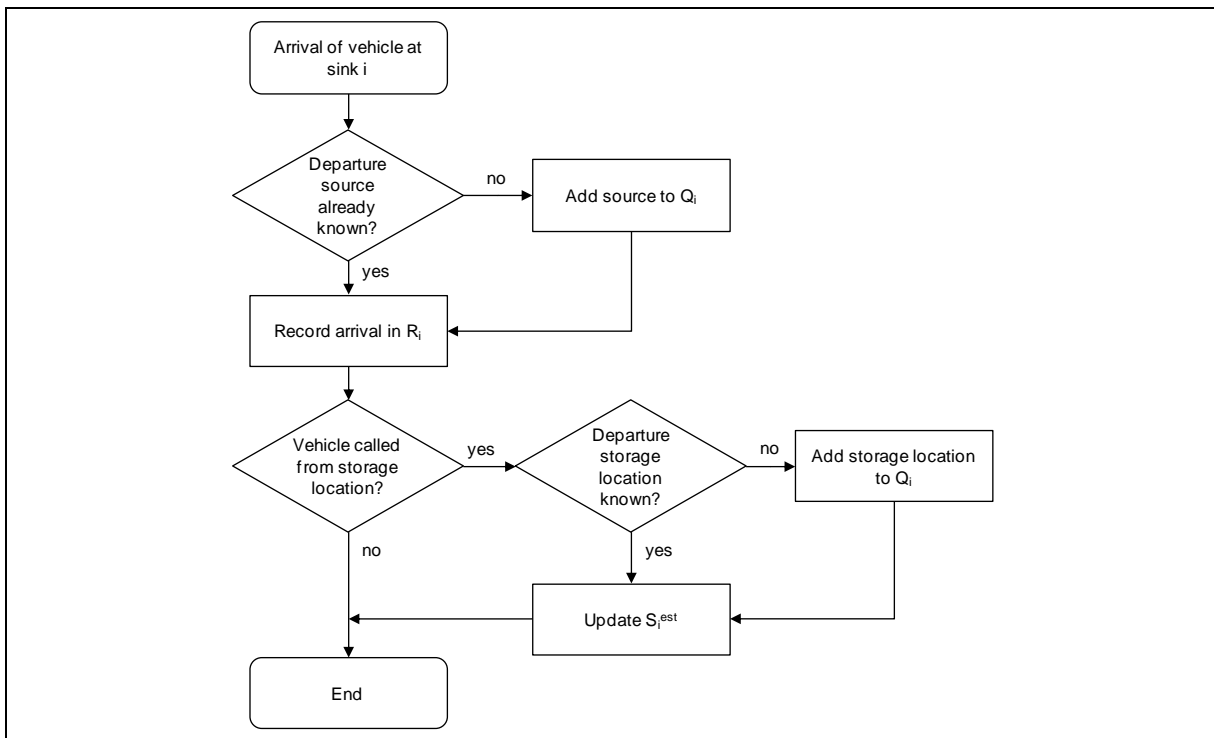 Arrival of vehicle at
sink i
Departure
source
already
known?
no
Add source to Qi
yes
Record arrival in Ri
Vehicle called
from storage
location?
yes
Departure
storage
location
known?
no
Add storage location
to Qi
no
yes
Update Siest
End